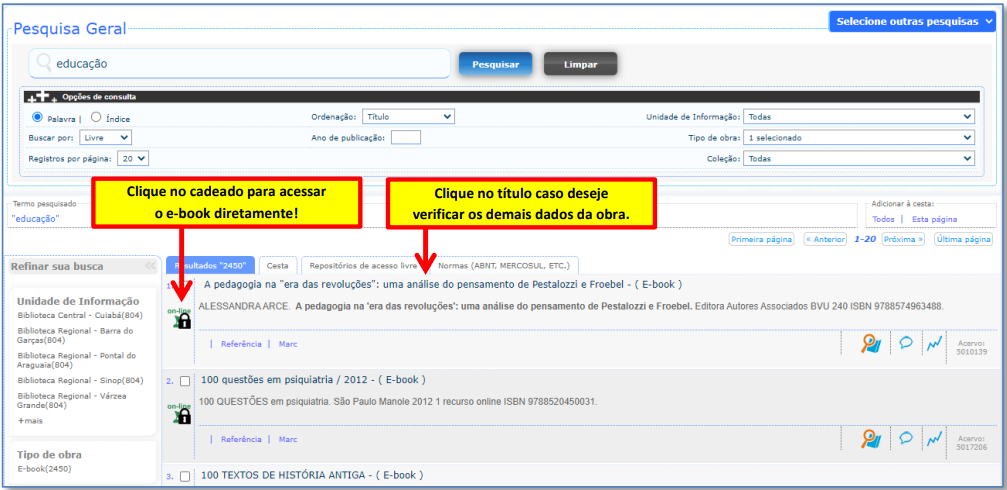 Selecione outras pesquisas
Pesquisa Geral
educação
Pesquisar
Limpar
Opções de consulta
Palavra | Índice
Ordenação: Título
Unidade de Informação: Todas
Buscar por: Livre
Ano de publicação:
Tipo de obra: 1 selecionado
Registros por página: 20
Coleção: Todas
Clique no cadeado para acessar
o e-book diretamente!
Clique no título caso deseje
verificar os demais dados da obra.
Termo pesquisado
"educação"
Adicionar à cesta:
Todos | Esta página
Primeira página « Anterior 1-20 Próxima » Última página
Refinar sua busca
Resultados "2450" Cesta Repositórios de acesso livre Normas (ABNT, MERCOSUL, ETC.)
Unidade de Informação
Biblioteca Central - Cuiabá(804)
Biblioteca Regional - Barra do
Garças(804)
Biblioteca Regional - Pontal do
Araguaia(804)
Biblioteca Regional - Sinop(804)
Biblioteca Regional - Várzea
Grande(804)
+mais
Tipo de obra
E-book(2450)
1. A pedagogia na "era das revoluções": uma análise do pensamento de Pestalozzi e Froebel - ( E-book )
on-line
ALESSANDRA ARCE. A pedagogia na 'era das revoluções': uma análise do pensamento de Pestalozzi e Froebel. Editora Autores Associados BVU 240 ISBN 9788574963488.
| Referência | Marc
Acervo:
5010139
2. 100 questões em psiquiatria / 2012 - ( E-book )
on-line
100 QUESTÕES em psiquiatria. São Paulo Manole 2012 1 recurso online ISBN 9788520450031.
| Referência | Marc
Acervo:
5017206
3. 100 TEXTOS DE HISTÓRIA ANTIGA - ( E-book )